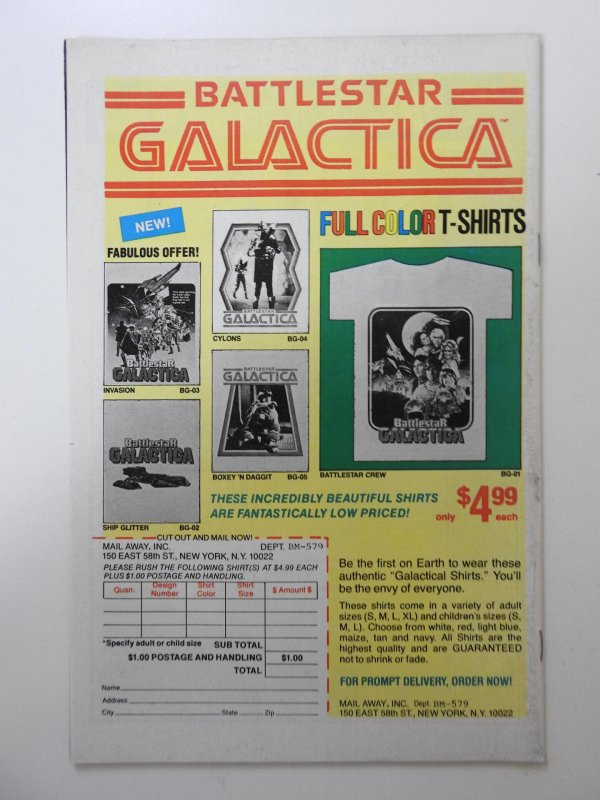 BATTLESTAR
GALACTICA™
NEW!
FABULOUS OFFER!
FULL COLOR T-SHIRTS
BATTLESTAR
GALACTICA
CYLONS BG-04
BattlestaR
GALACTICA
INVASION BG-03
BATTLESTAR
GALACTICA
BOXEY 'N DAGGIT BG-05
BattlestaR
GALACTICA
BATTLESTAR CREW BG-01
BattlestaR
GALACTICA
SHIP GLITTER BG-02
THESE INCREDIBLY BEAUTIFUL SHIRTS
ARE FANTASTICALLY LOW PRICED!
only $4.99 each
CUT OUT AND MAIL NOW!
MAIL AWAY, INC. DEPT. BM-579
150 EAST 58th ST., NEW YORK, N.Y. 10022
PLEASE RUSH THE FOLLOWING SHIRT(S) AT $4.99 EACH
PLUS $1.00 POSTAGE AND HANDLING.
Quan. Design Number Shirt Color Shirt Size $ Amount $
*Specify adult or child size SUB TOTAL
$1.00 POSTAGE AND HANDLING $1.00
TOTAL
Name
Address
City State Zip
Be the first on Earth to wear these
authentic "Galactical Shirts." You'll
be the envy of everyone.
These shirts come in a variety of adult
sizes (S, M, L, XL) and children's sizes (S,
M, L). Choose from white, red, light blue,
maize, tan and navy. All Shirts are the
highest quality and are GUARANTEED
not to shrink or fade.
FOR PROMPT DELIVERY, ORDER NOW!
MAIL AWAY, INC. Dept. BM-579
150 EAST 58th ST., NEW YORK, N.Y. 10022